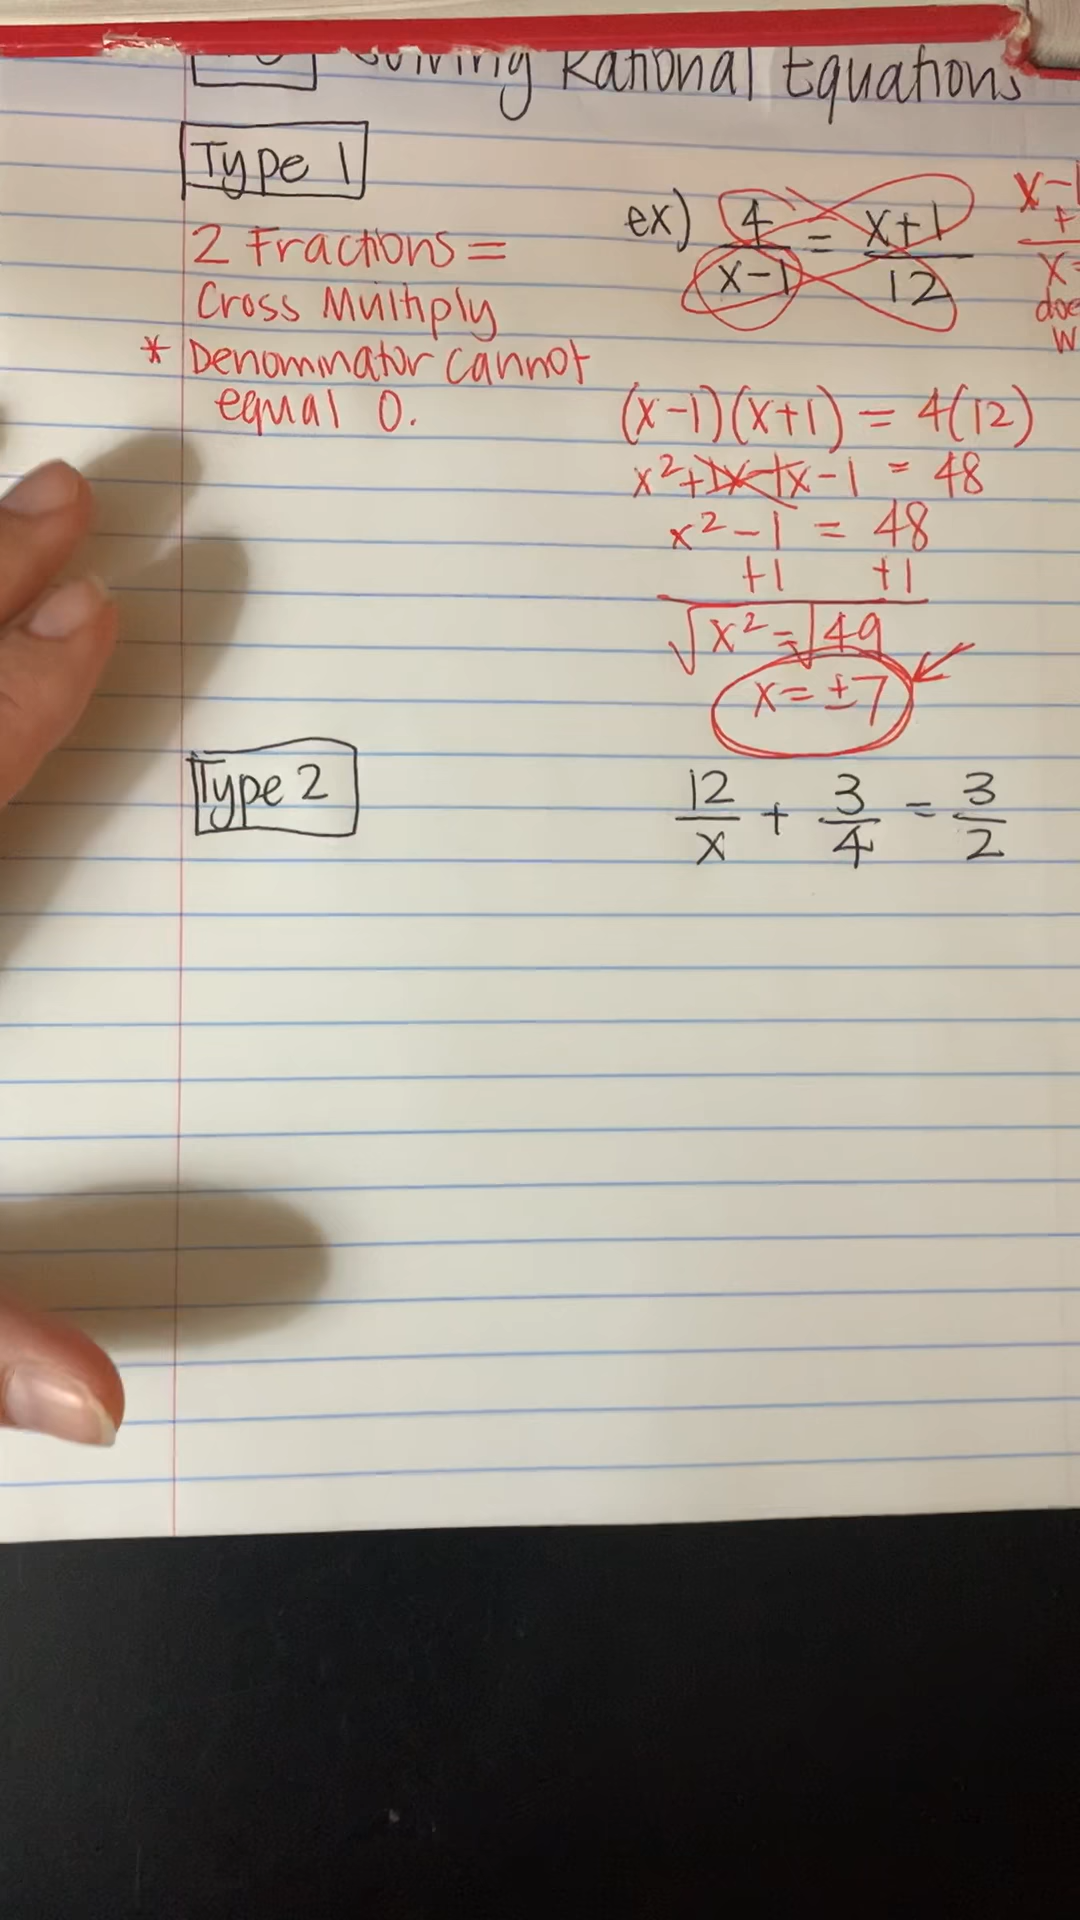 Solving Rational Equations
Type 1
2 Fractions =
Cross Multiply
* Denominator cannot
equal 0.
ex) 4/x-1 = x+1/12
(x-1)(x+1) = 4(12)
x²+1x-1x-1 = 48
x²-1 = 48
+1 +1
√x² = √49
x = ±7
x-1
+
x
W
Type 2
12/x + 3/4 = 3/2